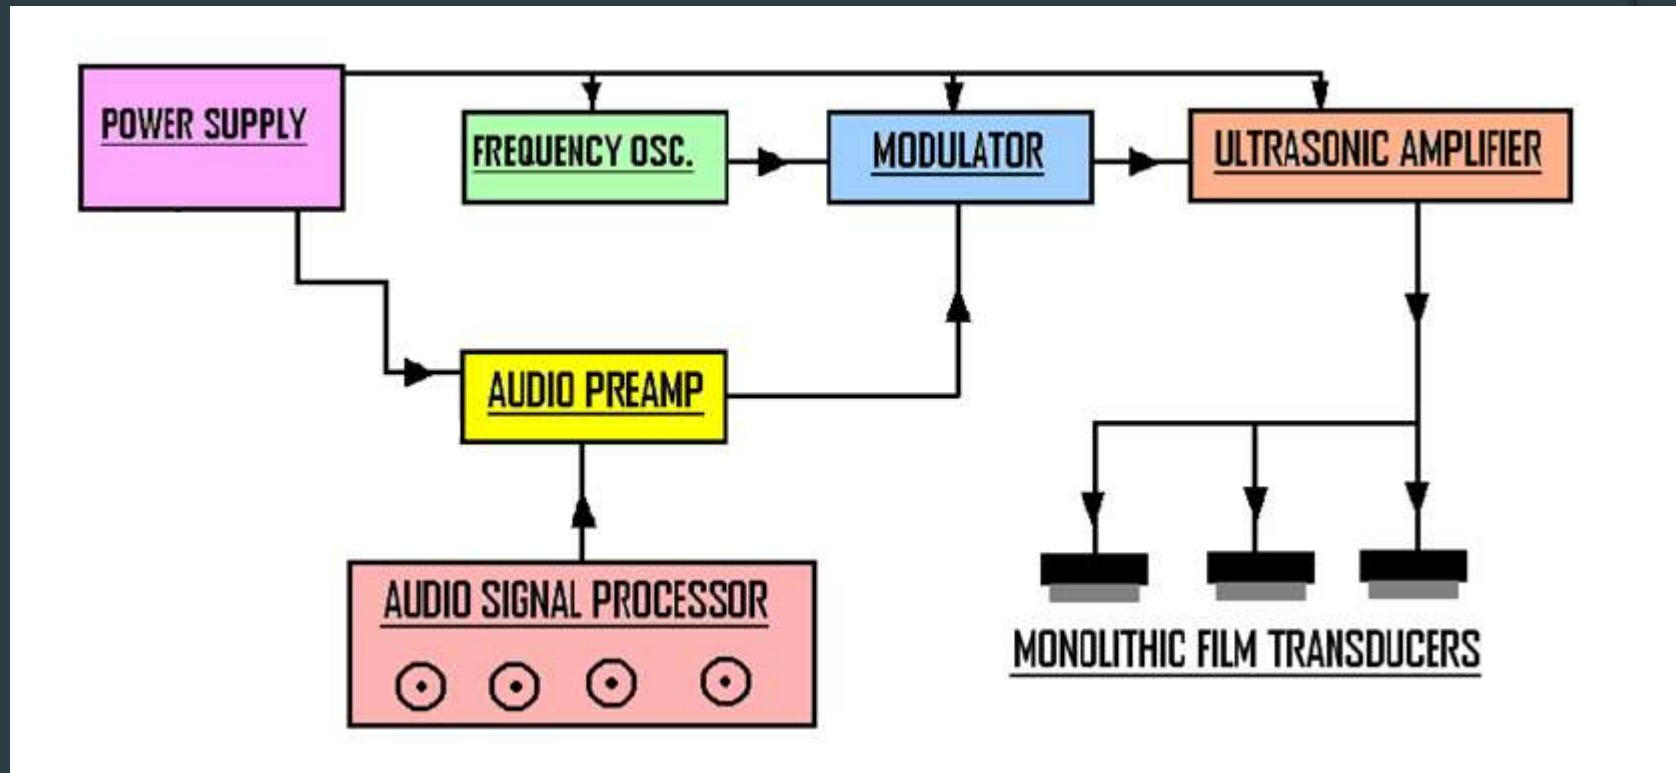 POWER SUPPLY
FREQUENCY OSC.
MODULATOR
ULTRASONIC AMPLIFIER
AUDIO PREAMP
AUDIO SIGNAL PROCESSOR
MONOLITHIC FILM TRANSDUCERS